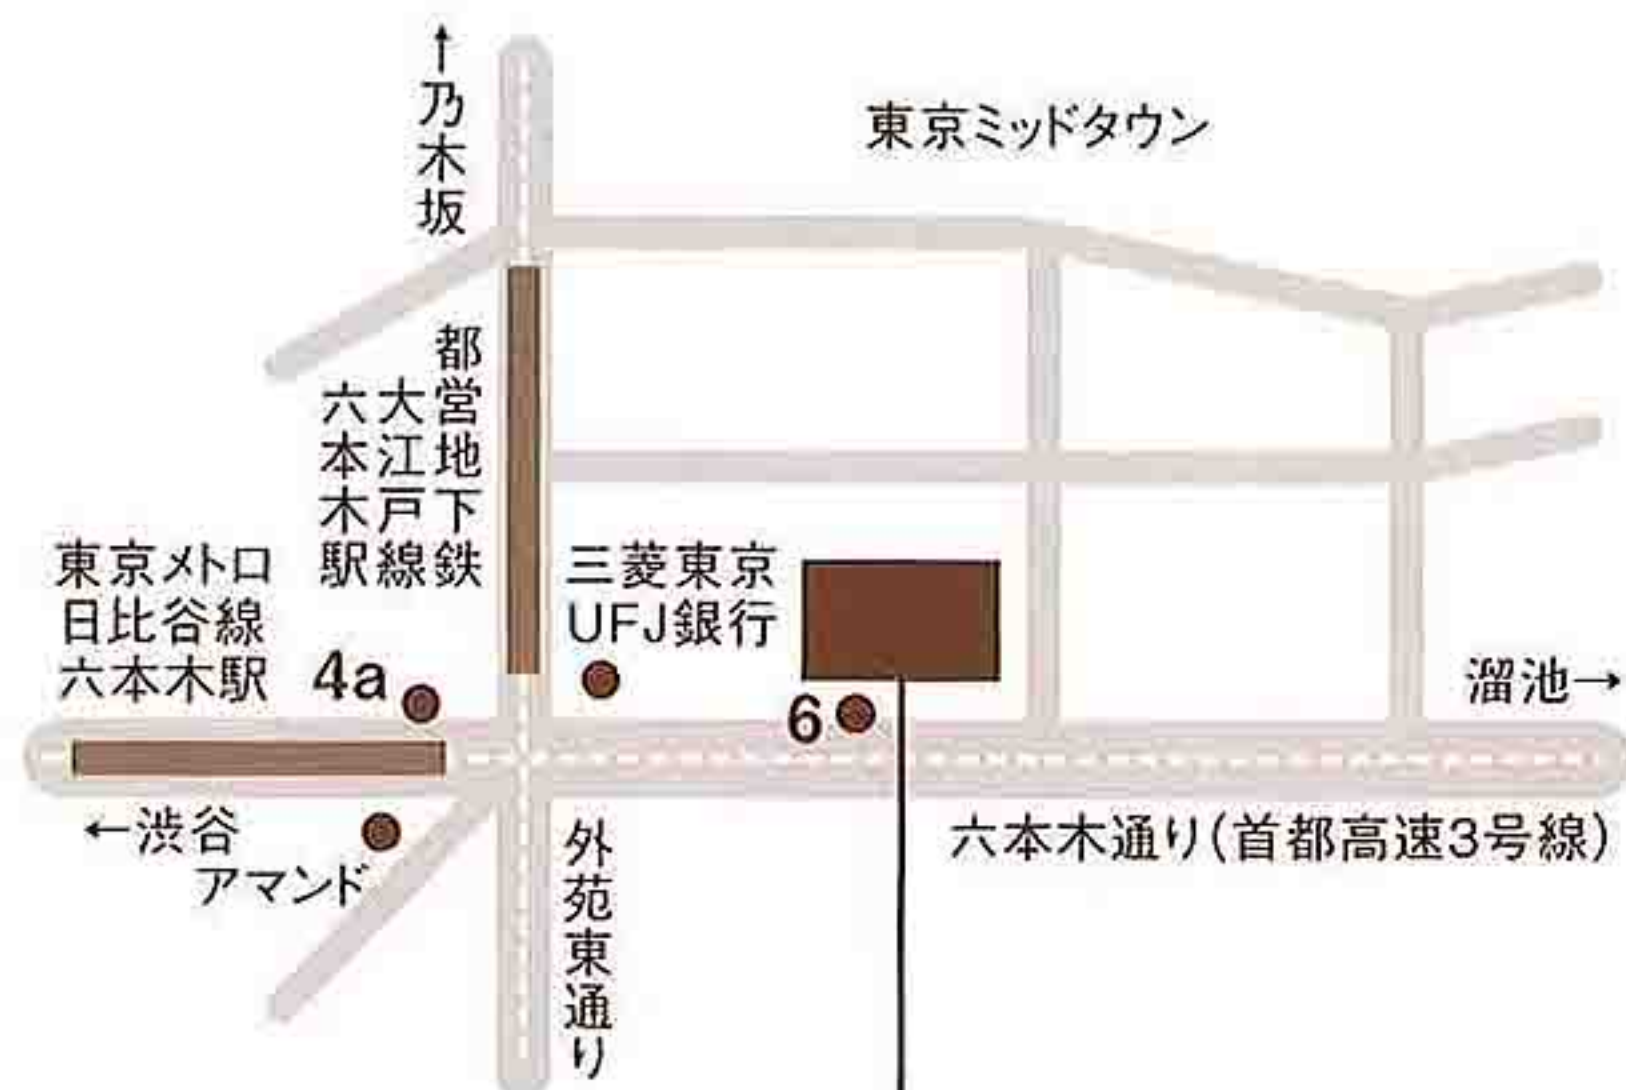 ↑乃木坂
東京ミッドタウン
都営地下鉄
大江戸線
六本木駅
東京メトロ
日比谷線
六本木駅
4a
三菱東京
UFJ銀行
6
溜池→
←渋谷
アマンド
外苑東通り
六本木通り(首都高速3号線)